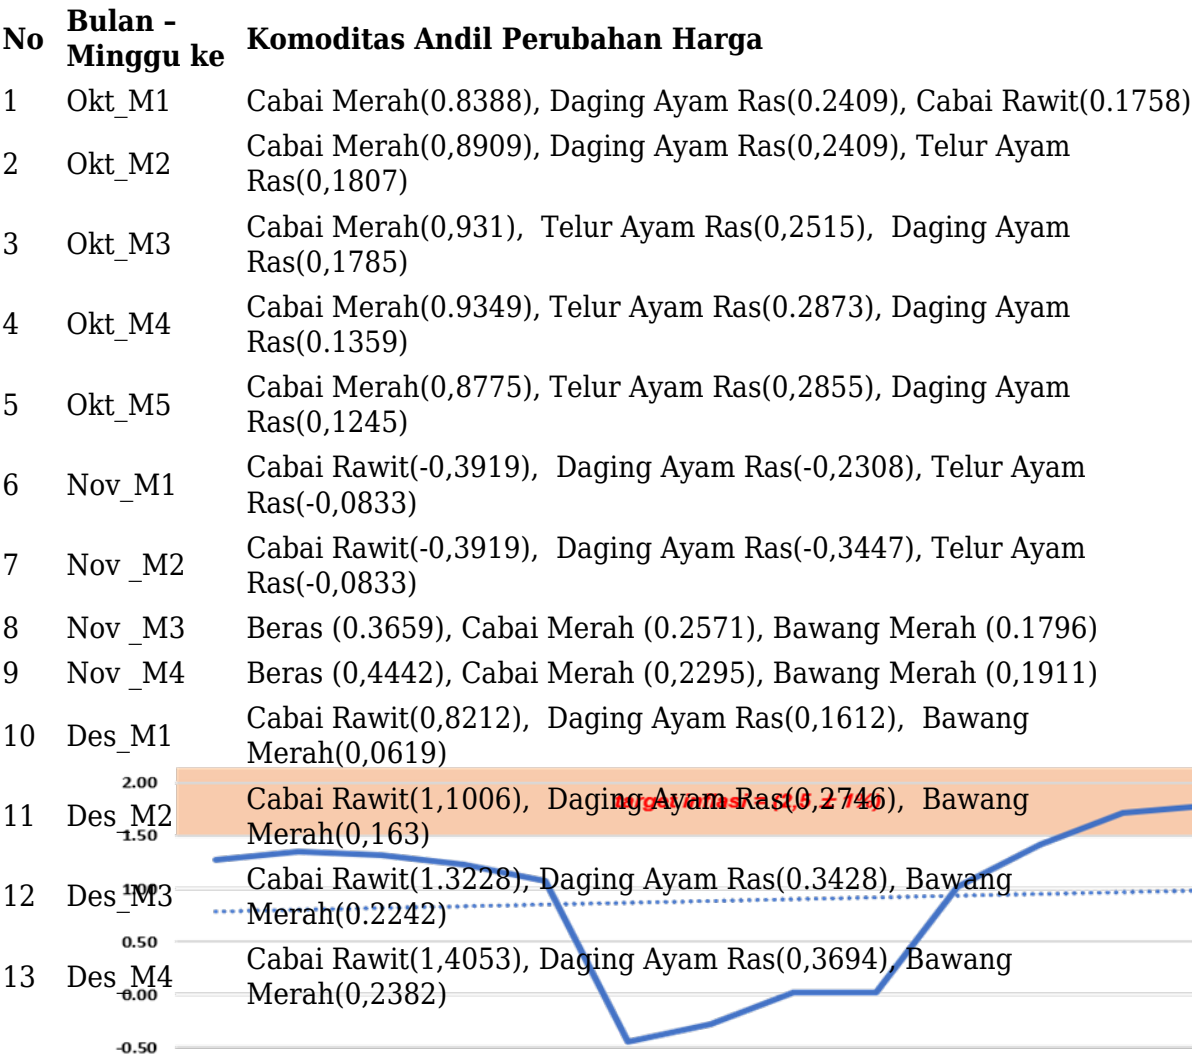 No Bulan – Minggu ke Komoditas Andil Perubahan Harga
1 Okt_M1 Cabai Merah(0.8388), Daging Ayam Ras(0.2409), Cabai Rawit(0.1758)
2 Okt_M2 Cabai Merah(0,8909), Daging Ayam Ras(0,2409), Telur Ayam
Ras(0,1807)
3 Okt_M3 Cabai Merah(0,931), Telur Ayam Ras(0,2515), Daging Ayam
Ras(0,1785)
4 Okt_M4 Cabai Merah(0.9349), Telur Ayam Ras(0.2873), Daging Ayam
Ras(0.1359)
5 Okt_M5 Cabai Merah(0,8775), Telur Ayam Ras(0,2855), Daging Ayam
Ras(0,1245)
6 Nov_M1 Cabai Rawit(-0,3919), Daging Ayam Ras(-0,2308), Telur Ayam
Ras(-0,0833)
7 Nov _M2 Cabai Rawit(-0,3919), Daging Ayam Ras(-0,3447), Telur Ayam
Ras(-0,0833)
8 Nov _M3 Beras (0.3659), Cabai Merah (0.2571), Bawang Merah (0.1796)
9 Nov _M4 Beras (0,4442), Cabai Merah (0,2295), Bawang Merah (0,1911)
10 Des_M1 Cabai Rawit(0,8212), Daging Ayam Ras(0,1612), Bawang
Merah(0,0619)
2.00
11 Des_M2 Cabai Rawit(1,1006), Daging Ayam Ras(0,2746), Bawang
Merah(0,163)
1.50
12 Des_M3 Cabai Rawit(1.3228), Daging Ayam Ras(0.3428), Bawang
Merah(0.2242)
1.00
0.50
13 Des_M4 Cabai Rawit(1,4053), Daging Ayam Ras(0,3694), Bawang
Merah(0,2382)
0.00
-0.50